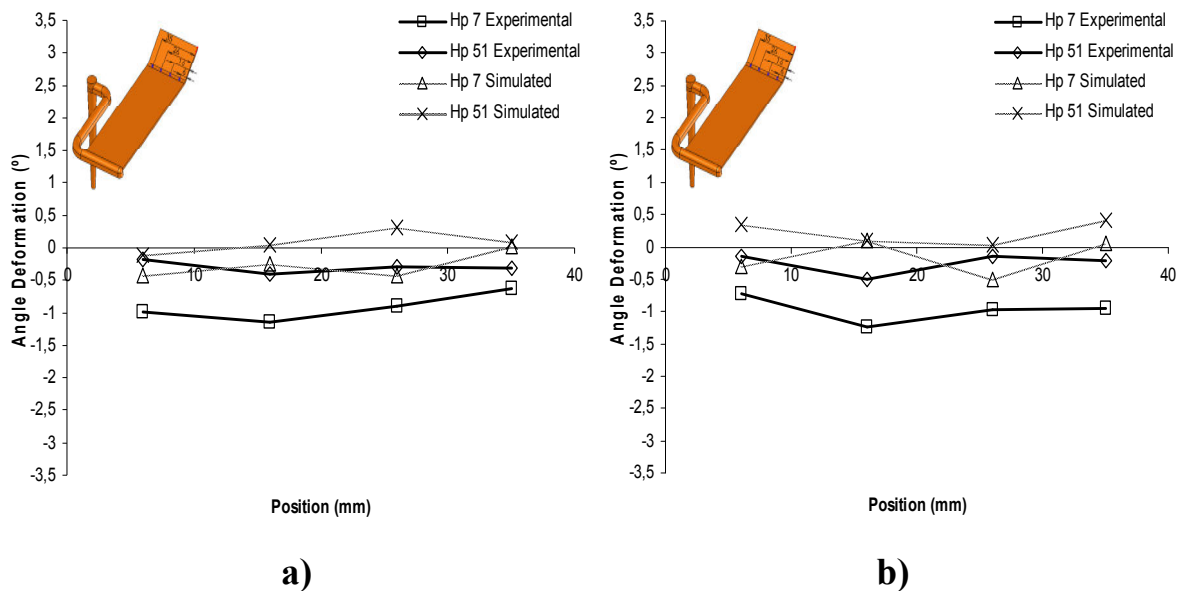 3,5
3
2,5
2
1,5
1
0,5
0
-0,5
-1
-1,5
-2
-2,5
-3
-3,5
0
10
20
30
40
Angle Deformation (º)
Position (mm)
Hp 7 Experimental
Hp 51 Experimental
Hp 7 Simulated
Hp 51 Simulated
a)
3,5
3
2,5
2
1,5
1
0,5
0
-0,5
-1
-1,5
-2
-2,5
-3
-3,5
0
10
20
30
40
Angle Deformation (º)
Position (mm)
Hp 7 Experimental
Hp 51 Experimental
Hp 7 Simulated
Hp 51 Simulated
b)